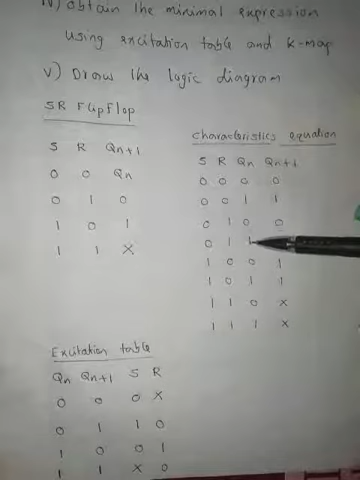 iv) obtain the minimal expression
using excitation table and k-map
v) Draw the logic diagram
SR Flipflop
S R Qn+1
0 0 Qn
0 1 0
1 0 1
1 1 X
characteristics equation
S R Qn Qn+1
0 0 0 0
0 0 1 1
0 1 0 0
0 1 1
1 0 0 1
1 0 1 1
1 1 0 X
1 1 1 X
Excitation table
Qn Qn+1 S R
0 0 0 X
0 1 1 0
1 0 0 1
1 1 X 0